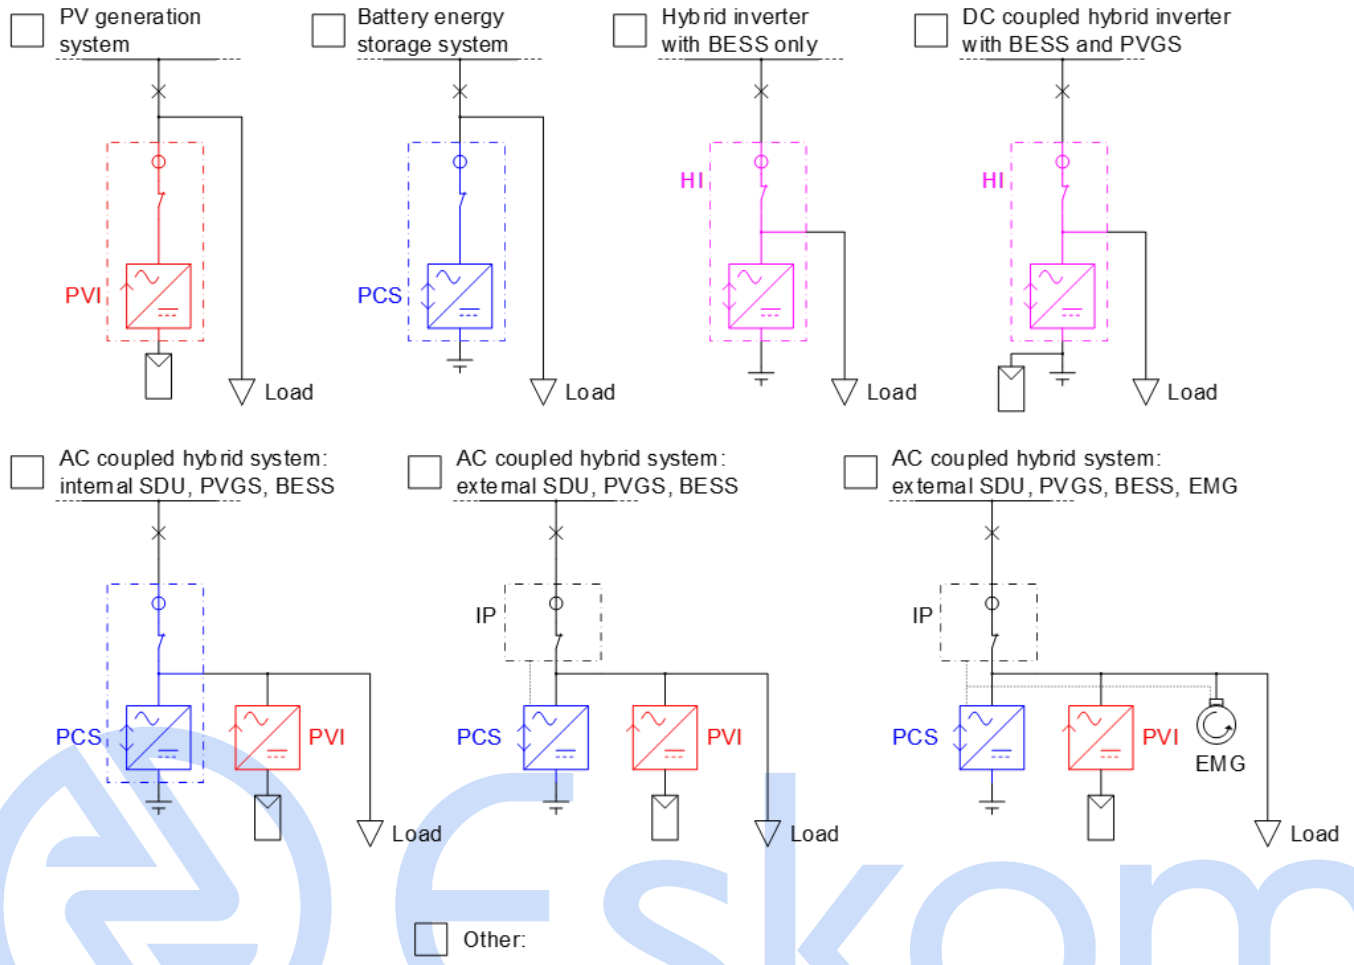 PV generation
system
Battery energy
storage system
Hybrid inverter
with BESS only
DC coupled hybrid inverter
with BESS and PVGS
PVI
Load
PCS
Load
HI
Load
HI
Load
AC coupled hybrid system:
internal SDU, PVGS, BESS
AC coupled hybrid system:
external SDU, PVGS, BESS
AC coupled hybrid system:
external SDU, PVGS, BESS, EMG
PCS
PVI
Load
IP
PCS
PVI
Load
IP
PCS
PVI
EMG
Load
Eskom
Other: